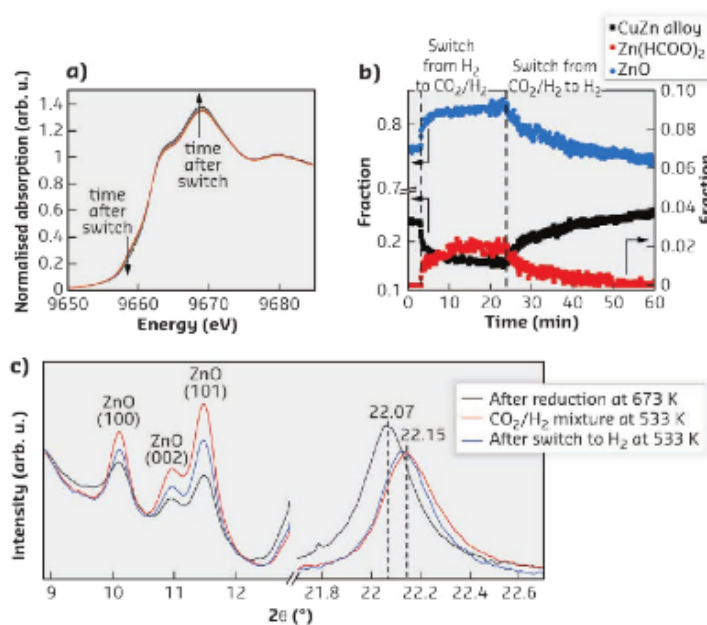 a)
Normalised absorption (arb. u.)
1.4
1.2
1
0.8
0.6
0.4
0.2
0
time
after
switch
time
after
switch
9650 9660 9670 9680
Energy (eV)
b)
CuZn alloy
Zn(HCOO)2
ZnO
Switch
from H2
to CO2/H2
Switch from
CO2/H2 to H2
Fraction
0.8
0.7
0.2
0.1
0.10
0.08
0.06
0.04
0.02
0
Fraction
0 10 20 30 40 50 60
Time (min)
c)
Intensity (arb. u.)
ZnO
(100)
ZnO
(002)
ZnO
(101)
22.07
22.15
After reduction at 673 K
CO2/H2 mixture at 533 K
After switch to H2 at 533 K
9 10 11 12 21.8 22 22.2 22.4 22.6
2θ (°)